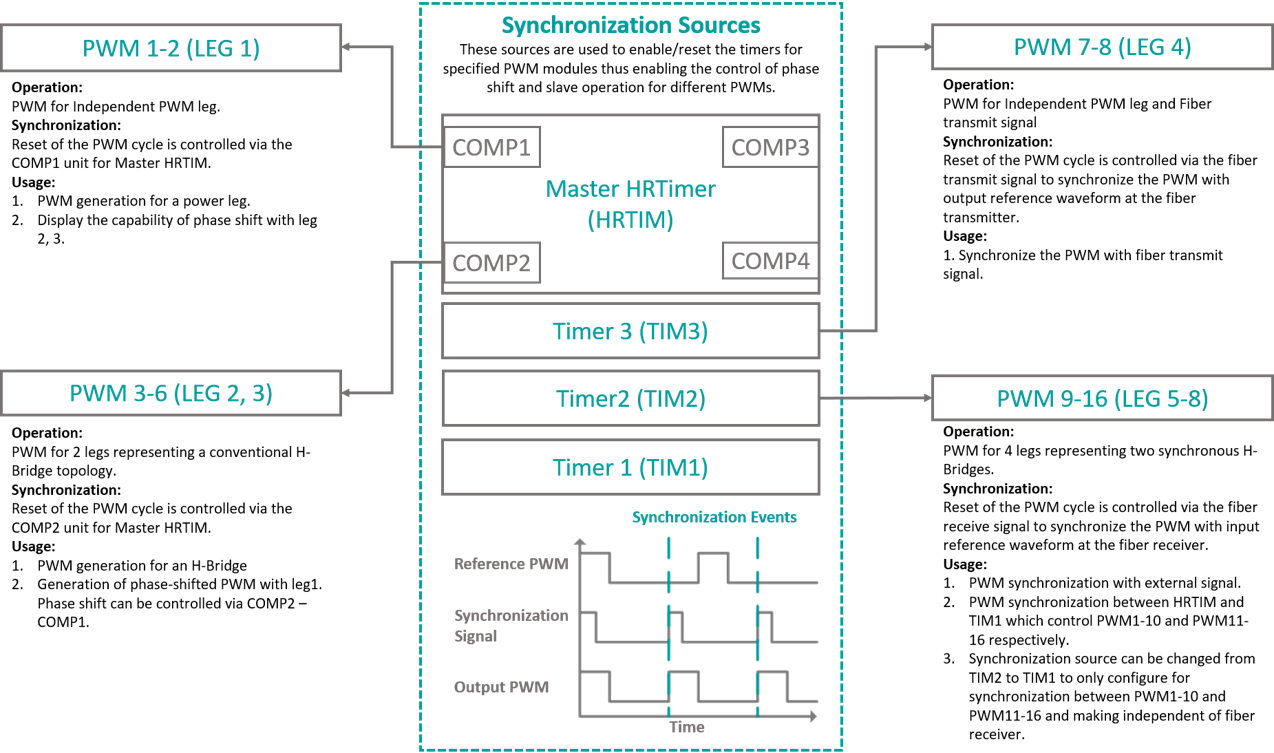 PWM 1-2 (LEG 1)
Operation:
PWM for Independent PWM leg.
Synchronization:
Reset of the PWM cycle is controlled via the
COMP1 unit for Master HRTIM.
Usage:
1. PWM generation for a power leg.
2. Display the capability of phase shift with leg
2, 3.
PWM 3-6 (LEG 2, 3)
Operation:
PWM for 2 legs representing a conventional H-
Bridge topology.
Synchronization:
Reset of the PWM cycle is controlled via the
COMP2 unit for Master HRTIM.
Usage:
1. PWM generation for an H-Bridge
2. Generation of phase-shifted PWM with leg1.
Phase shift can be controlled via COMP2 –
COMP1.
Synchronization Sources
These sources are used to enable/reset the timers for
specified PWM modules thus enabling the control of phase
shift and slave operation for different PWMs.
COMP1
COMP3
Master HRTimer
(HRTIM)
COMP2
COMP4
Timer 3 (TIM3)
Timer2 (TIM2)
Timer 1 (TIM1)
Synchronization Events
Reference PWM
Synchronization
Signal
Output PWM
Time
PWM 7-8 (LEG 4)
Operation:
PWM for Independent PWM leg and Fiber
transmit signal
Synchronization:
Reset of the PWM cycle is controlled via the fiber
transmit signal to synchronize the PWM with
output reference waveform at the fiber
transmitter.
Usage:
1. Synchronize the PWM with fiber transmit
signal.
PWM 9-16 (LEG 5-8)
Operation:
PWM for 4 legs representing two synchronous H-
Bridges.
Synchronization:
Reset of the PWM cycle is controlled via the fiber
receive signal to synchronize the PWM with input
reference waveform at the fiber receiver.
Usage:
1. PWM synchronization with external signal.
2. PWM synchronization between HRTIM and
TIM1 which control PWM1-10 and PWM11-
16 respectively.
3. Synchronization source can be changed from
TIM2 to TIM1 to only configure for
synchronization between PWM1-10 and
PWM11-16 and making independent of fiber
receiver.